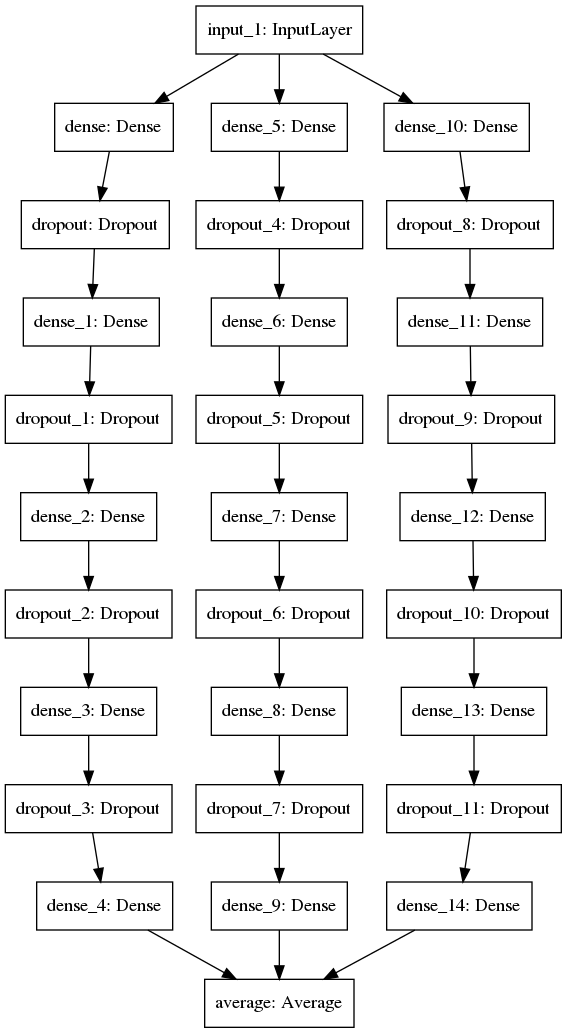 input_1: InputLayer
dense: Dense
dense_5: Dense
dense_10: Dense
dropout: Dropout
dropout_4: Dropout
dropout_8: Dropout
dense_1: Dense
dense_6: Dense
dense_11: Dense
dropout_1: Dropout
dropout_5: Dropout
dropout_9: Dropout
dense_2: Dense
dense_7: Dense
dense_12: Dense
dropout_2: Dropout
dropout_6: Dropout
dropout_10: Dropout
dense_3: Dense
dense_8: Dense
dense_13: Dense
dropout_3: Dropout
dropout_7: Dropout
dropout_11: Dropout
dense_4: Dense
dense_9: Dense
dense_14: Dense
average: Average